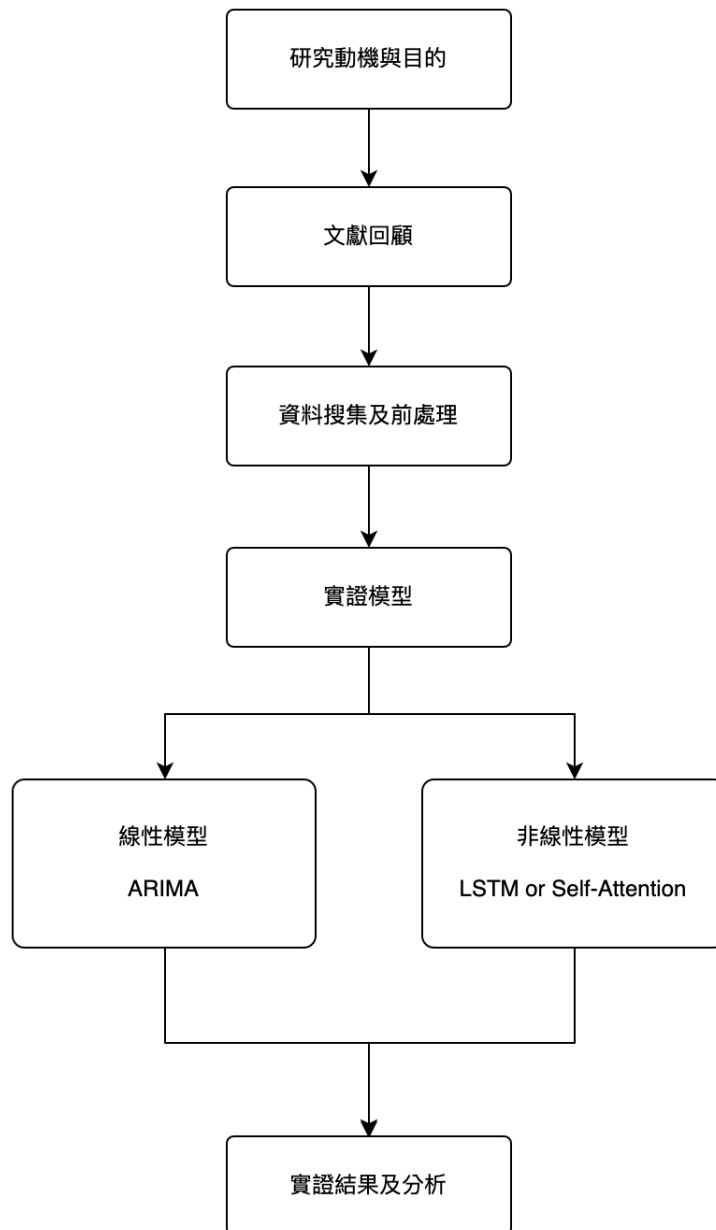 研究動機與目的
文獻回顧
資料搜集及前處理
實證模型
線性模型
ARIMA
非線性模型
LSTM or Self-Attention
實證結果及分析